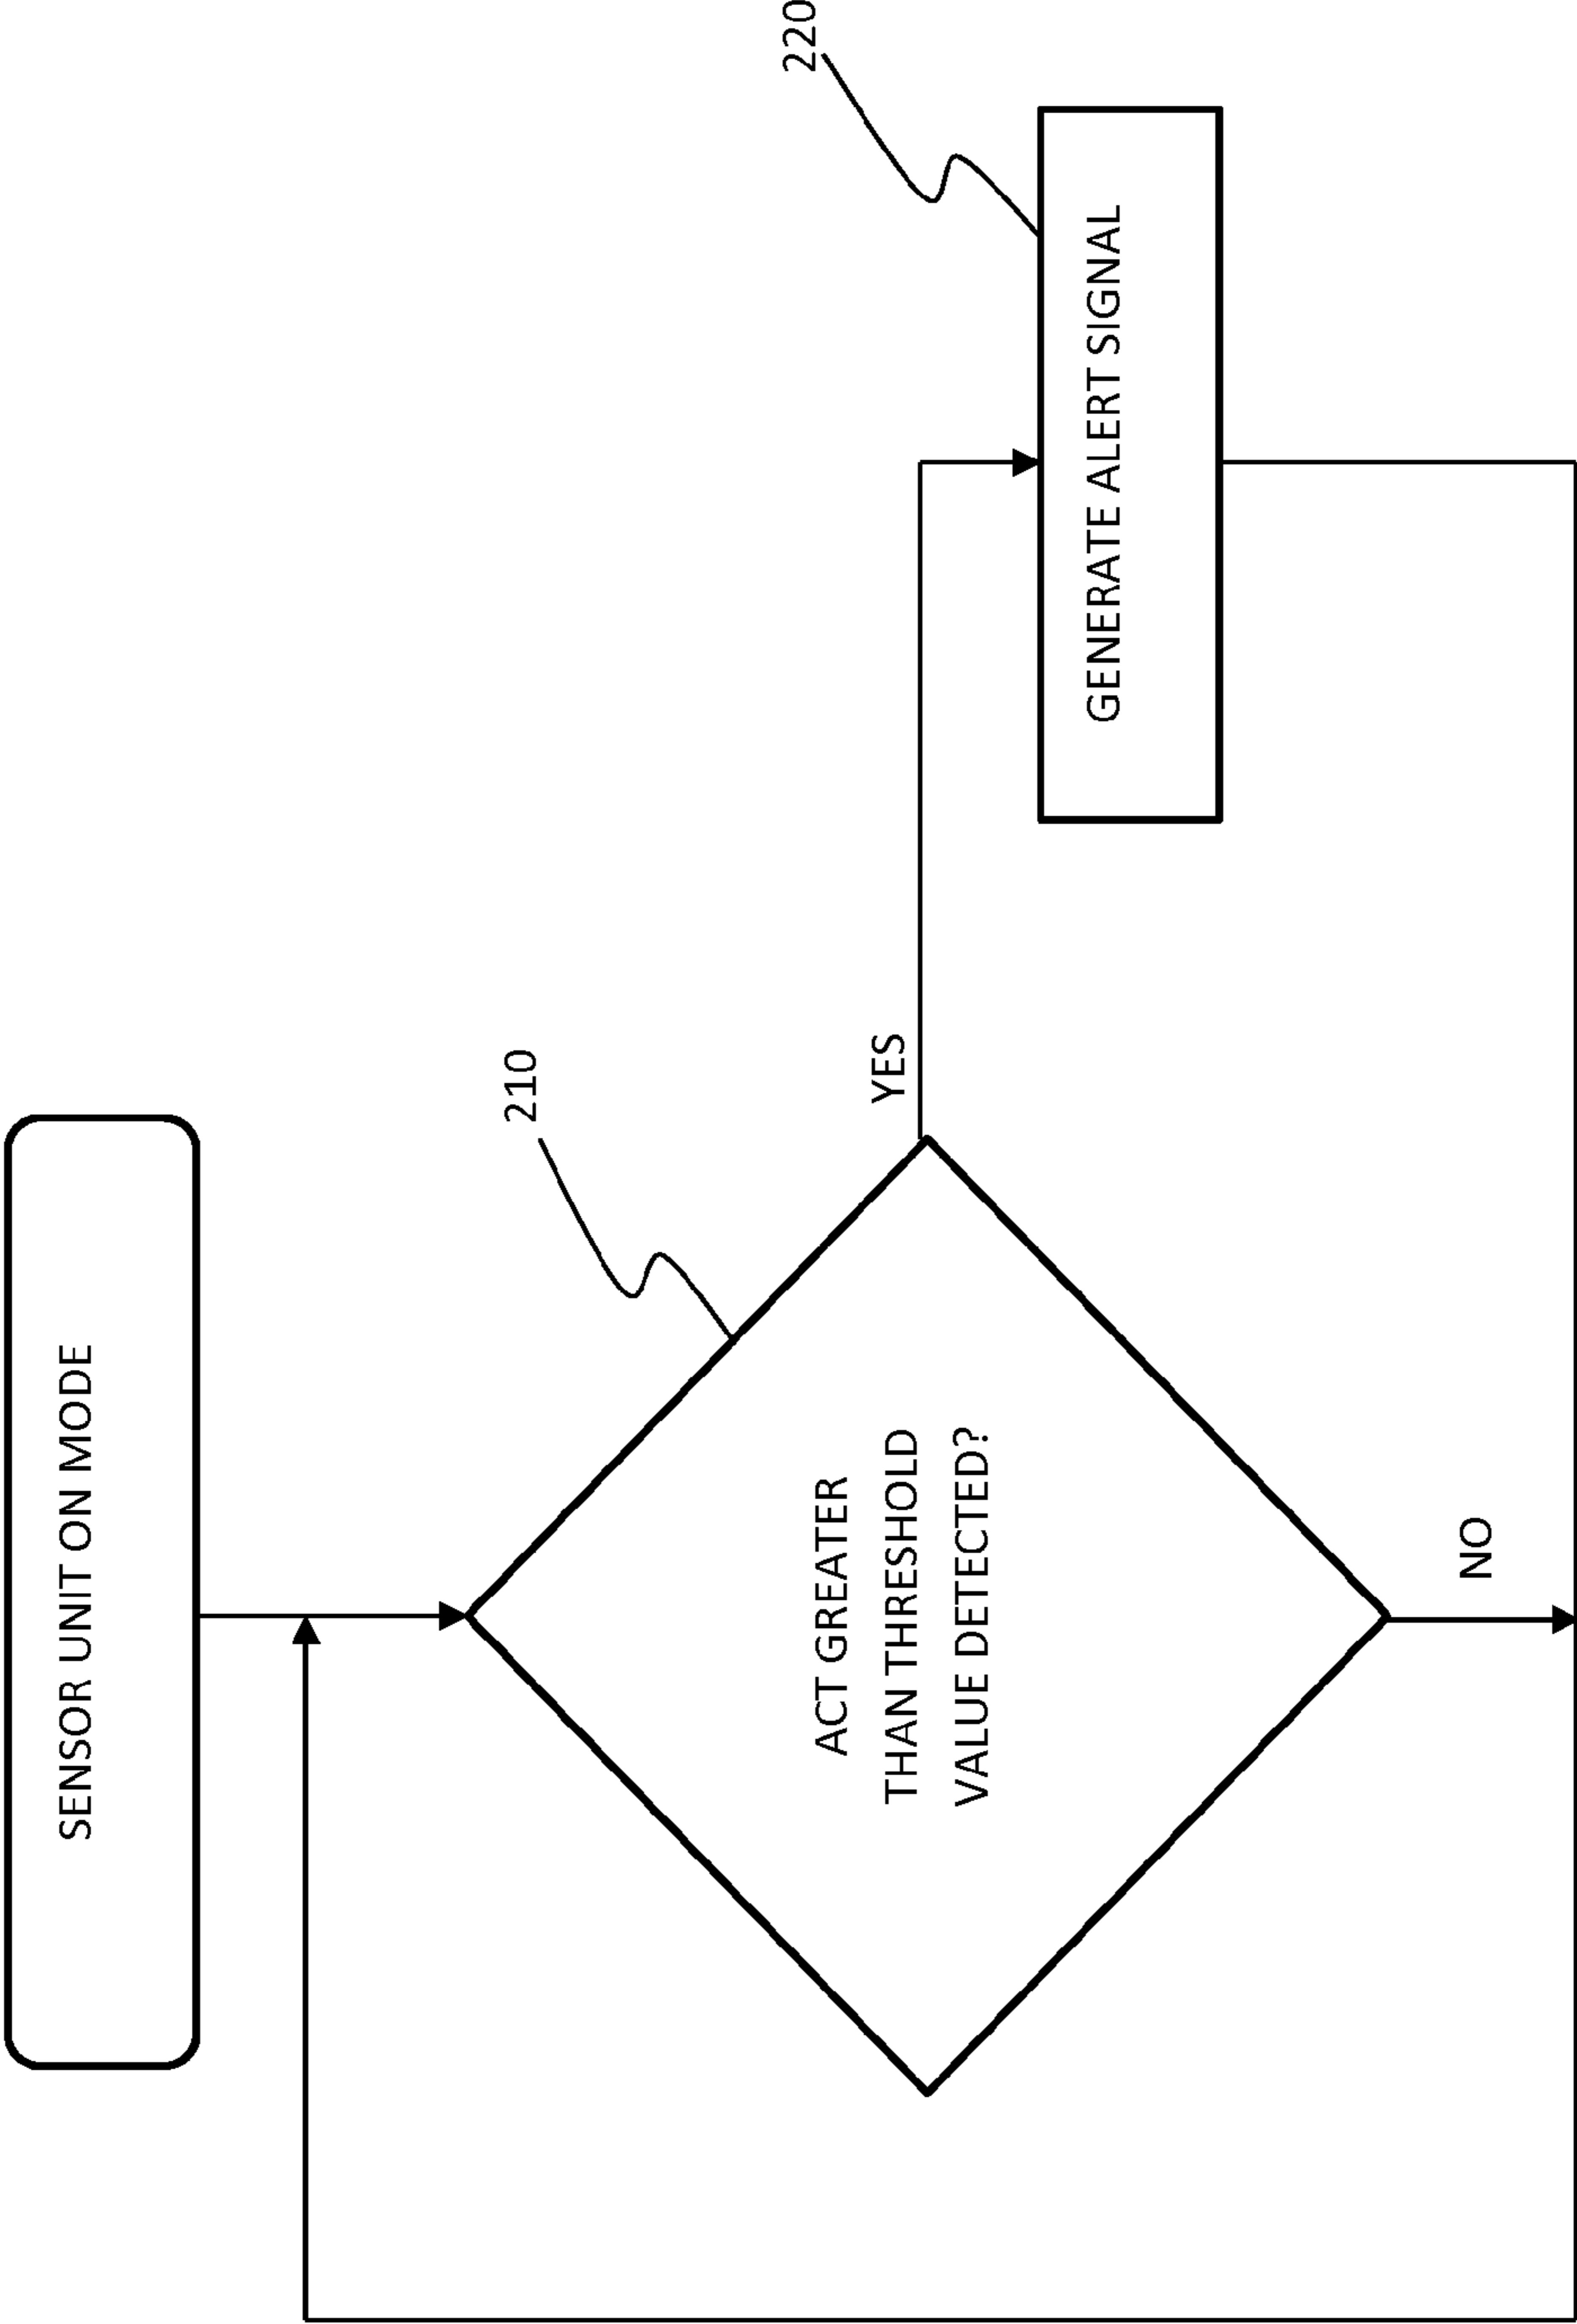 SENSOR UNIT ON MODE
210
ACT GREATER
THAN THRESHOLD
VALUE DETECTED?
YES
220
GENERATE ALERT SIGNAL
NO